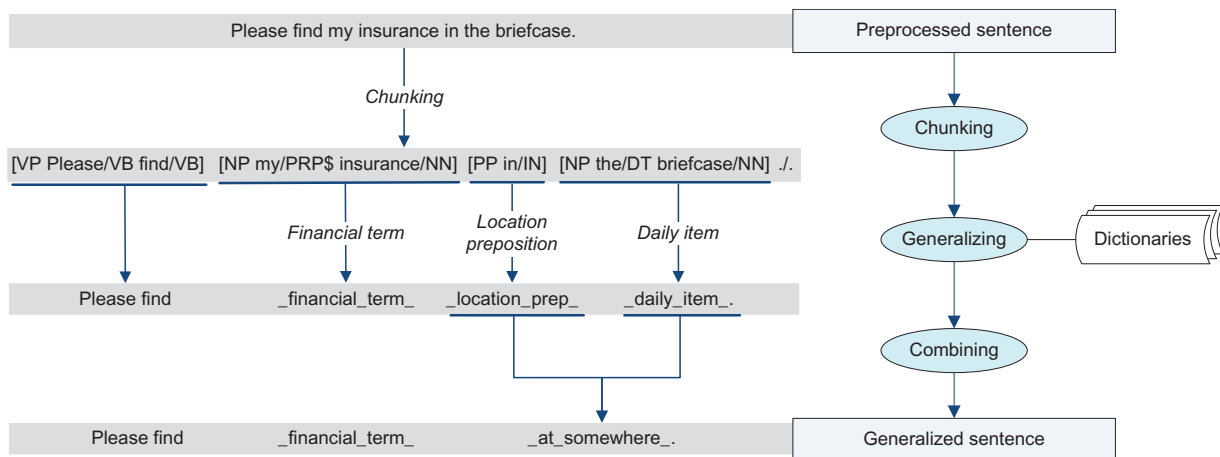 Please find my insurance in the briefcase.
Preprocessed sentence
Chunking
Chunking
[VP Please/VB find/VB] [NP my/PRP$ insurance/NN] [PP in/IN] [NP the/DT briefcase/NN] ./.
Financial term
Location
preposition
Daily item
Generalizing
Dictionaries
Please find _financial_term_ _location_prep_ _daily_item_.
Combining
Please find _financial_term_ _at_somewhere_.
Generalized sentence